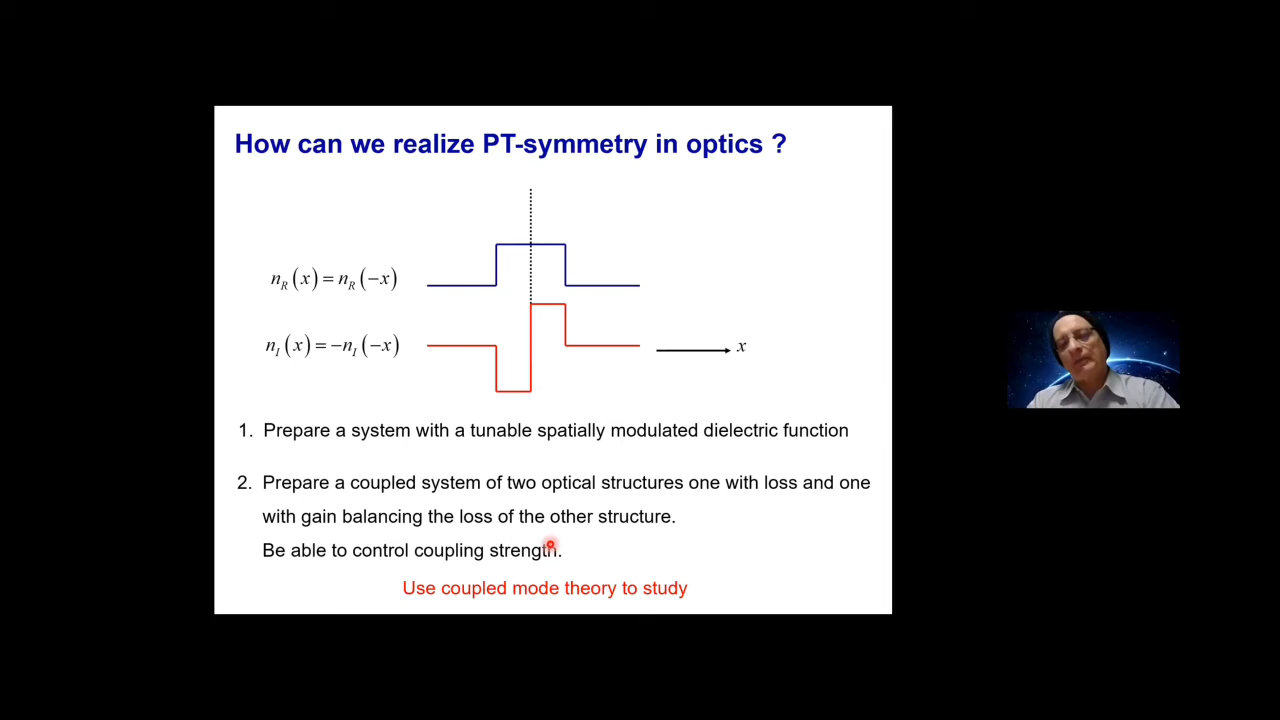 How can we realize PT-symmetry in optics ?
n_R(x) = n_R(−x)
n_I(x) = −n_I(−x)
x
1. Prepare a system with a tunable spatially modulated dielectric function
2. Prepare a coupled system of two optical structures one with loss and one
with gain balancing the loss of the other structure.
Be able to control coupling strength.
Use coupled mode theory to study